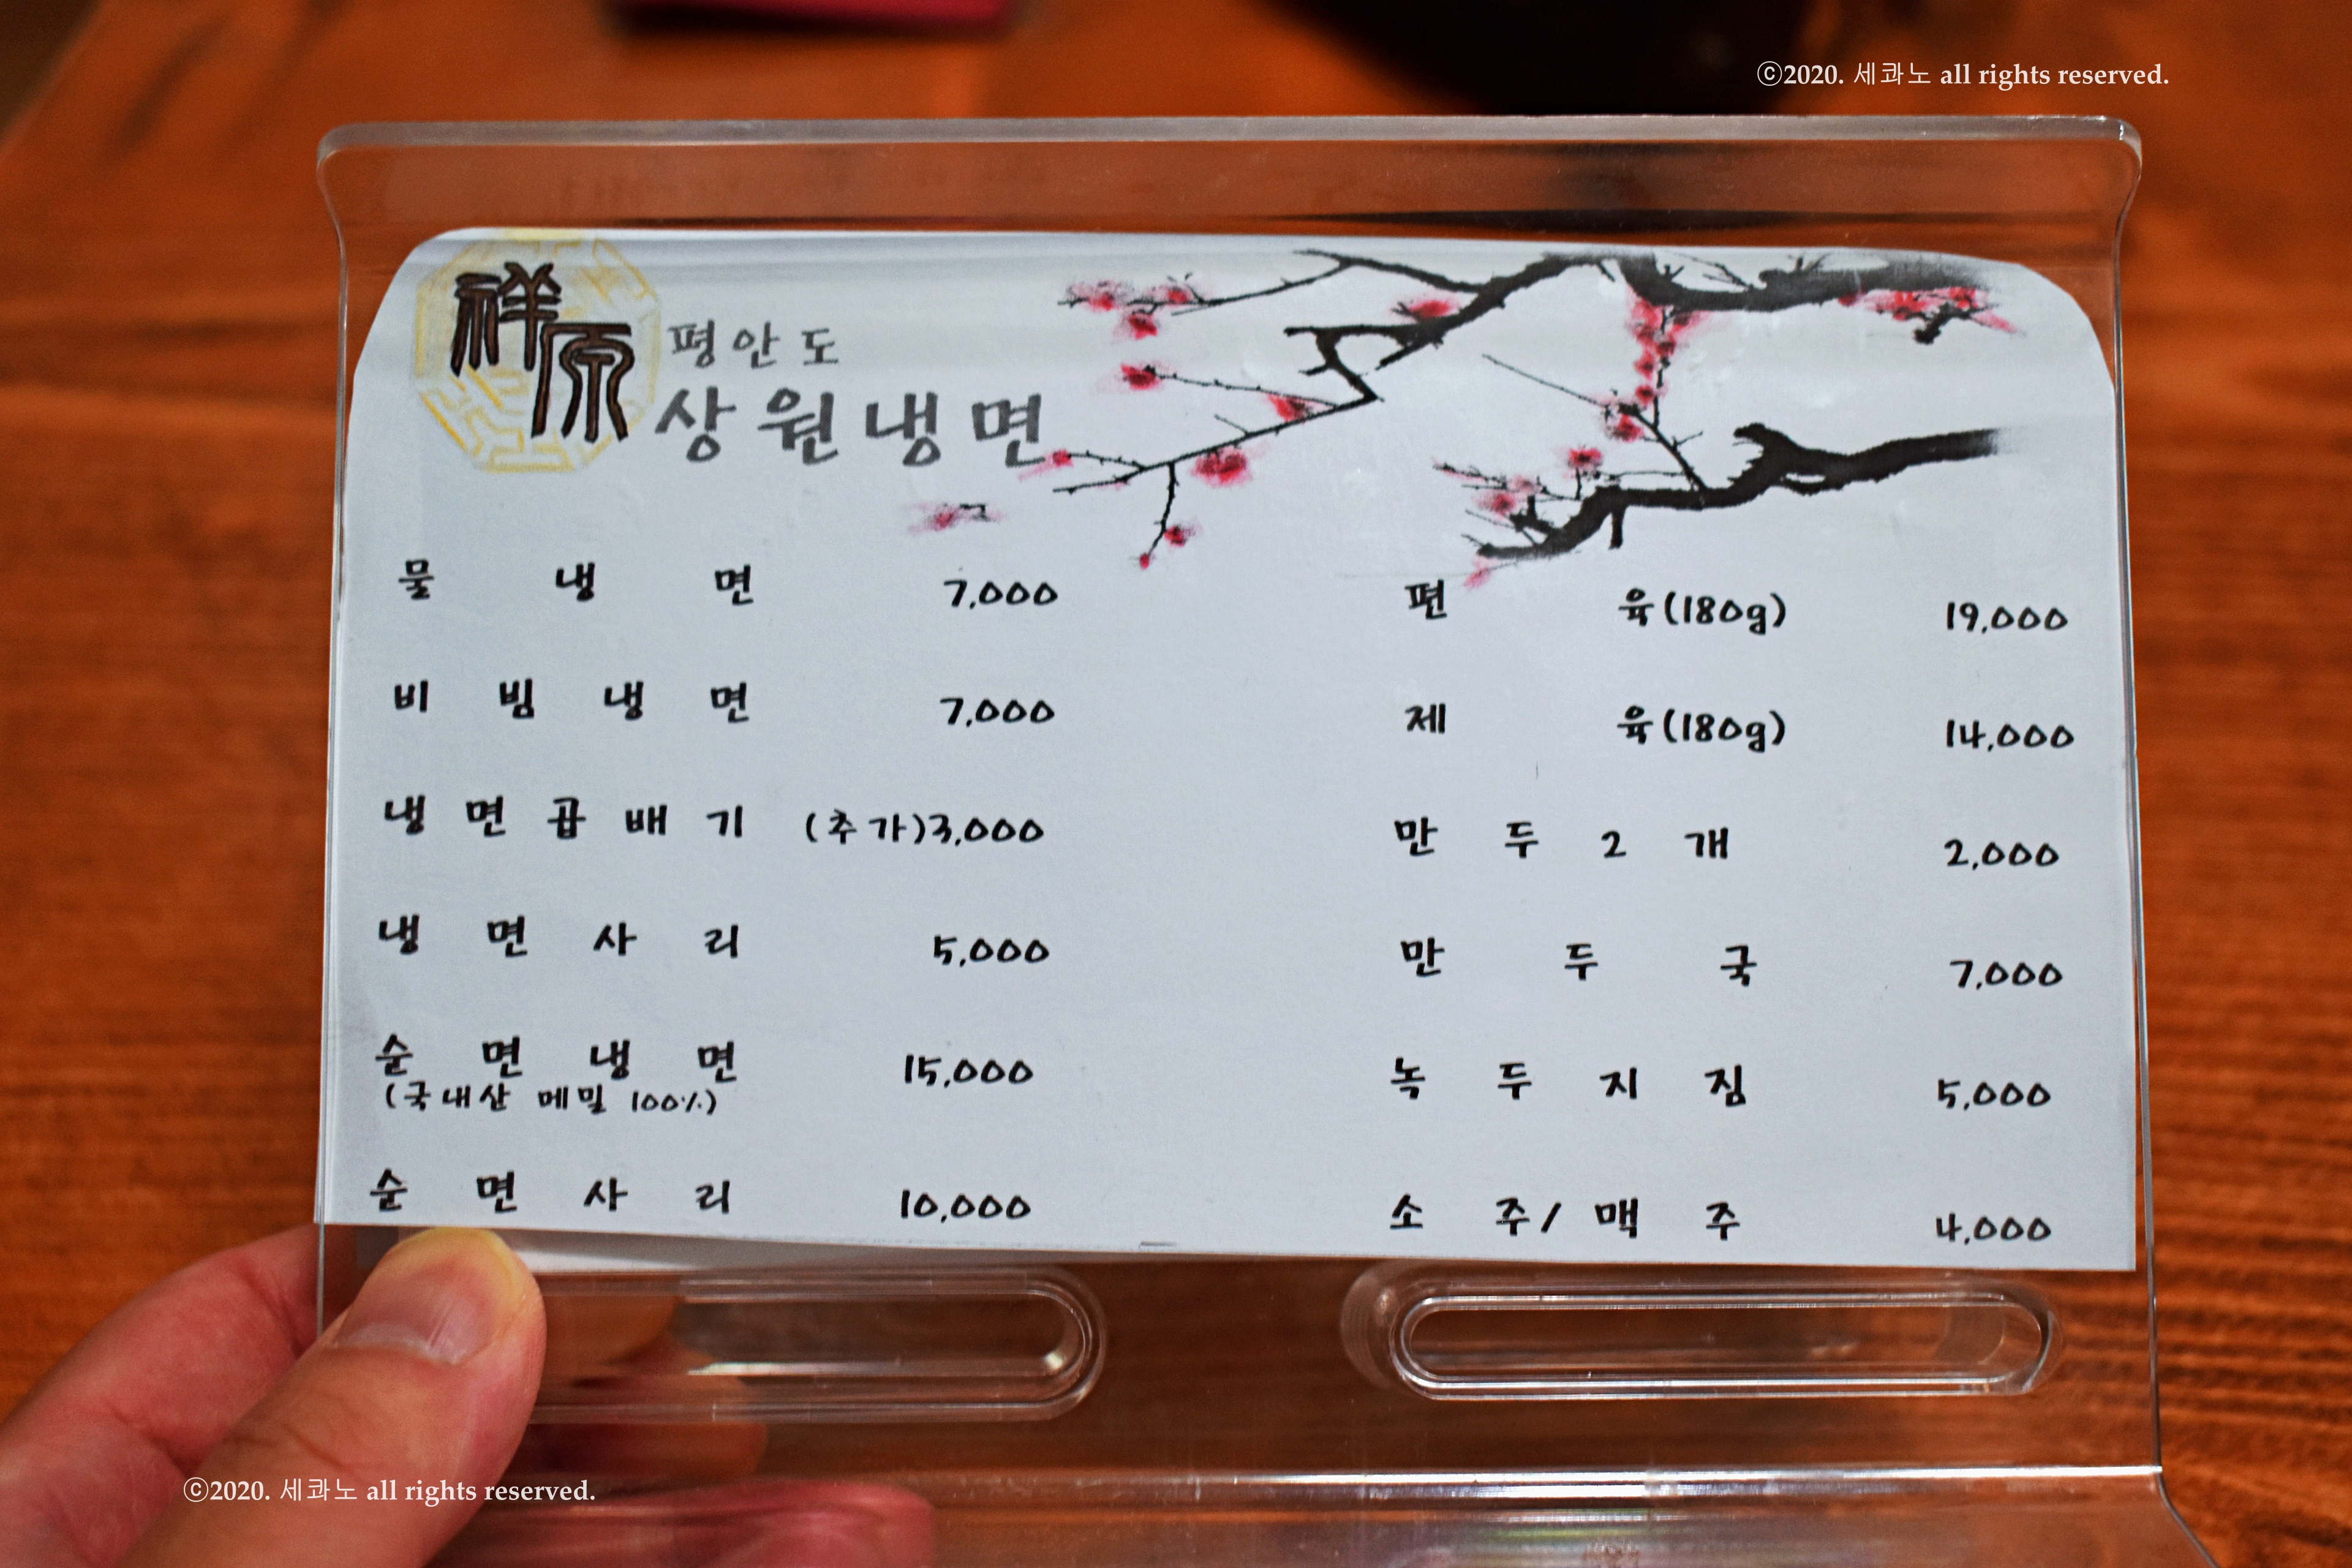 ⓒ2020. 세콰노 all rights reserved.
祥原
평안도
상원냉면
물냉면 7,000
비빔냉면 7,000
냉면곱배기 (추가)3,000
냉면사리 5,000
순면냉면 15,000
(국내산 메밀 100%)
순면사리 10,000
편육(180g) 19,000
제육(180g) 14,000
만두2개 2,000
만두국 7,000
녹두지짐 5,000
소주/맥주 4,000
ⓒ2020. 세콰노 all rights reserved.